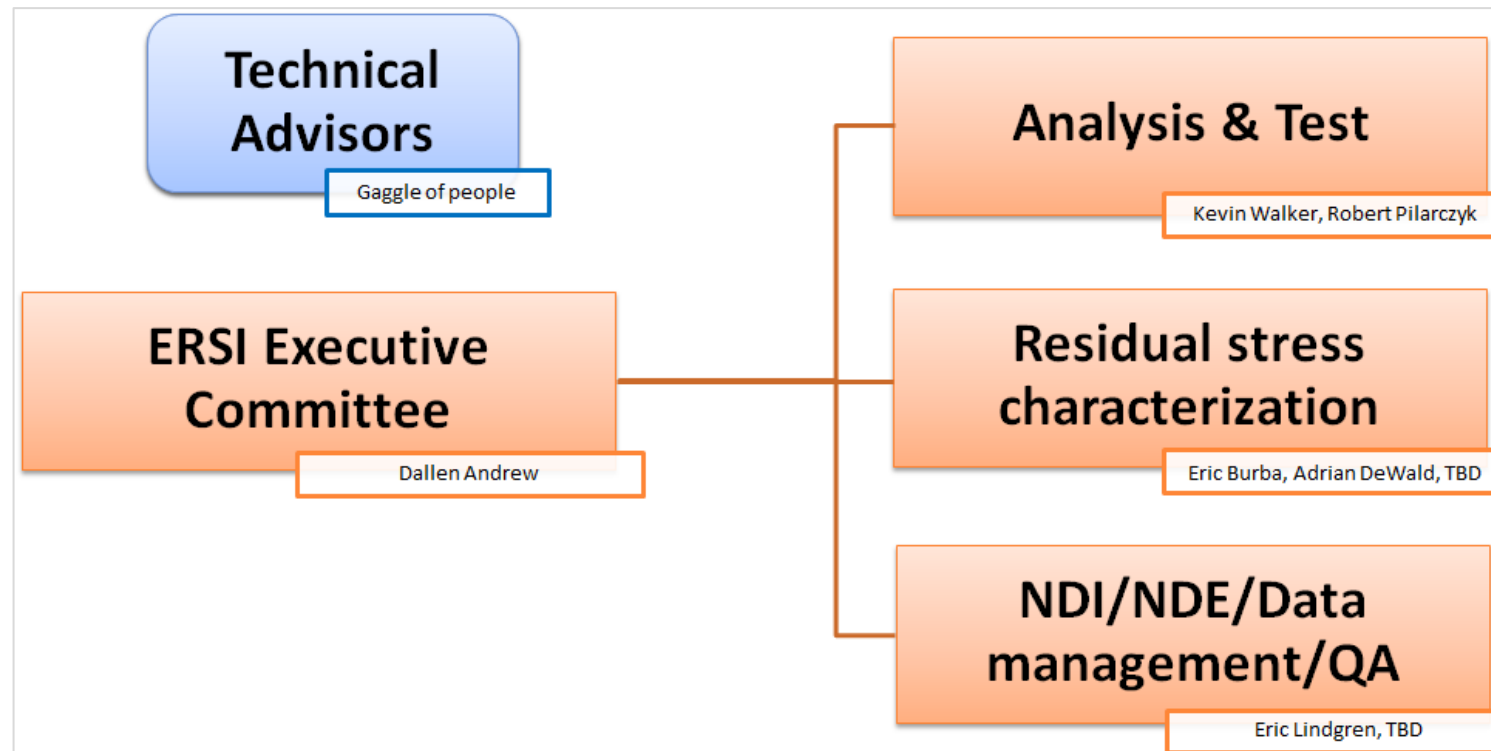 Technical
Advisors
Gaggle of people
ERSI Executive
Committee
Dallen Andrew
Analysis & Test
Kevin Walker, Robert Pilarczyk
Residual stress
characterization
Eric Burba, Adrian DeWald, TBD
NDI/NDE/Data
management/QA
Eric Lindgren, TBD